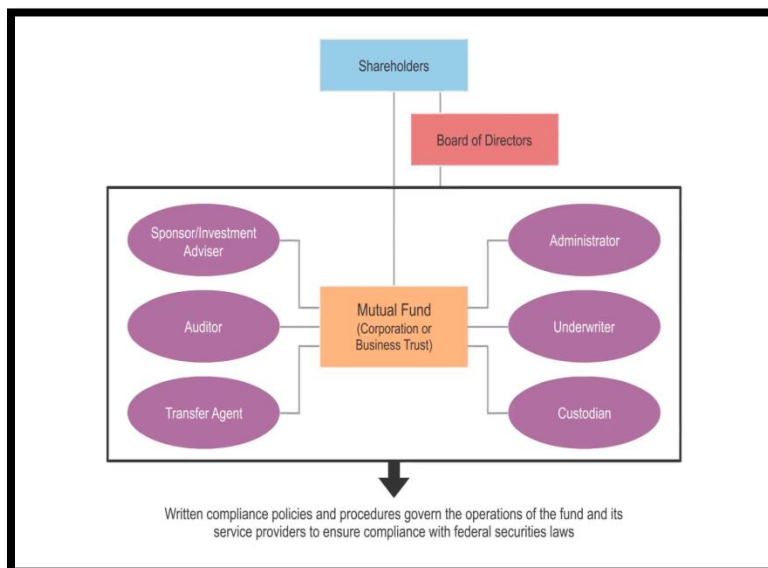 Shareholders
Board of Directors
Sponsor/Investment
Adviser
Administrator
Mutual Fund
(Corporation or
Business Trust)
Auditor
Underwriter
Transfer Agent
Custodian
Written compliance policies and procedures govern the operations of the fund and its
service providers to ensure compliance with federal securities laws